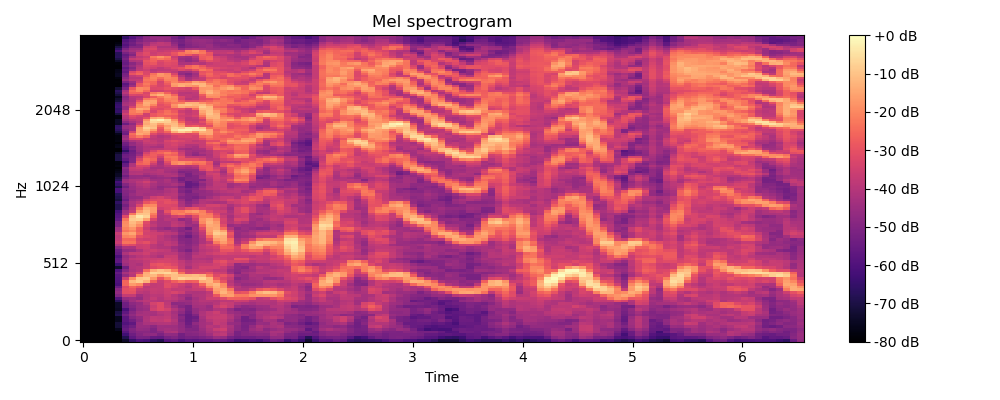 Mel spectrogram
Hz
2048
1024
512
0
0 1 2 3 4 5 6
Time
+0 dB
-10 dB
-20 dB
-30 dB
-40 dB
-50 dB
-60 dB
-70 dB
-80 dB